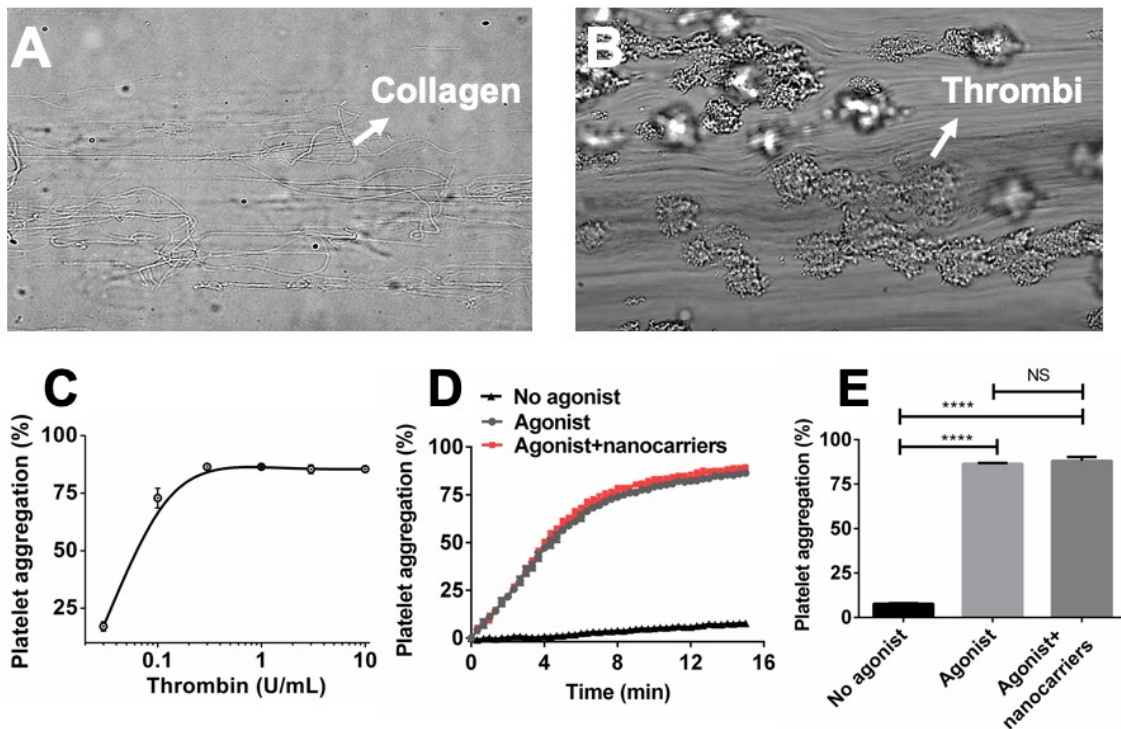 A
Collagen
B
Thrombi
C
Platelet aggregation (%)
100
75
50
25
0.1
1
10
Thrombin (U/mL)
D
No agonist
Agonist
Agonist+nanocarriers
Platelet aggregation (%)
100
75
50
25
0
0
4
8
12
16
Time (min)
E
NS
****
****
Platelet aggregation (%)
100
75
50
25
0
No agonist
Agonist
Agonist+
nanocarriers